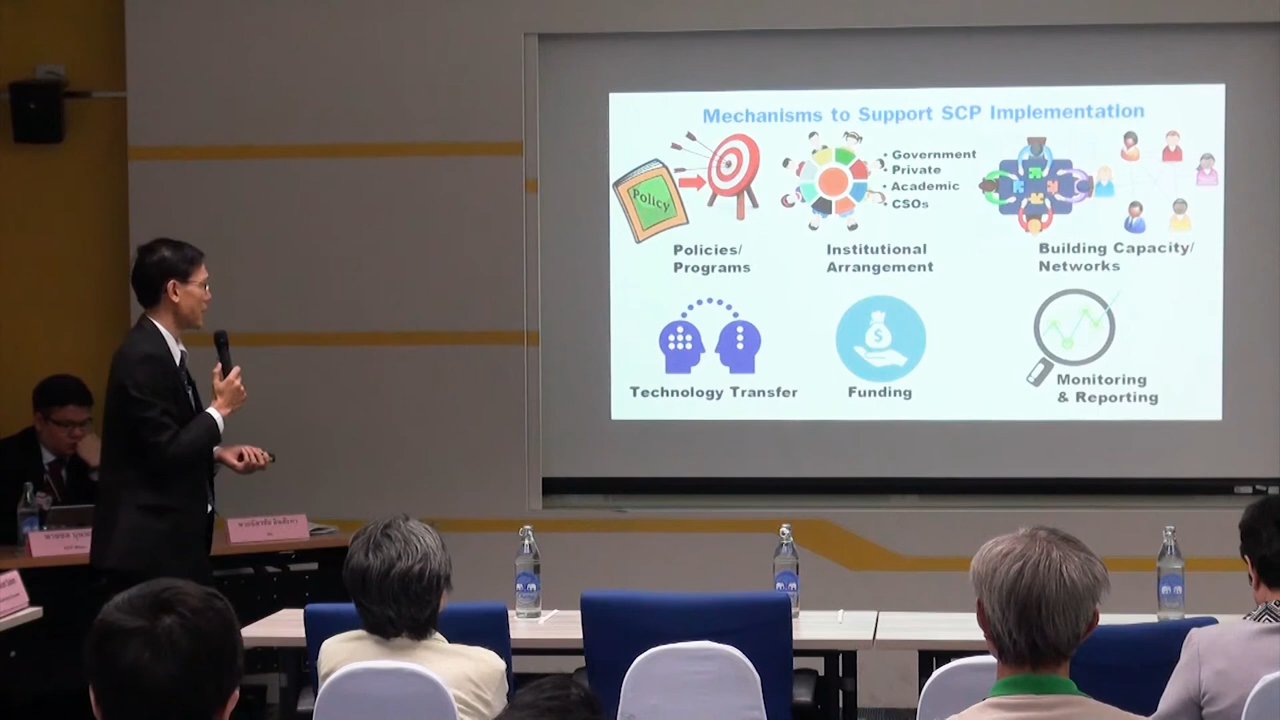 Mechanisms to Support SCP Implementation
Policy
• Government
• Private
• Academic
• CSOs
Policies/
Programs
Institutional
Arrangement
Building Capacity/
Networks
$
Technology Transfer
Funding
Monitoring
& Reporting